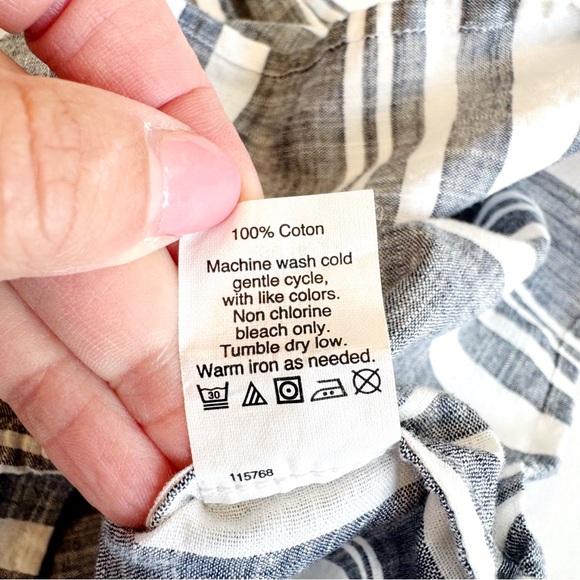 100% Coton
Machine wash cold
gentle cycle,
with like colors.
Non chlorine
bleach only.
Tumble dry low.
Warm iron as needed.
30
115768